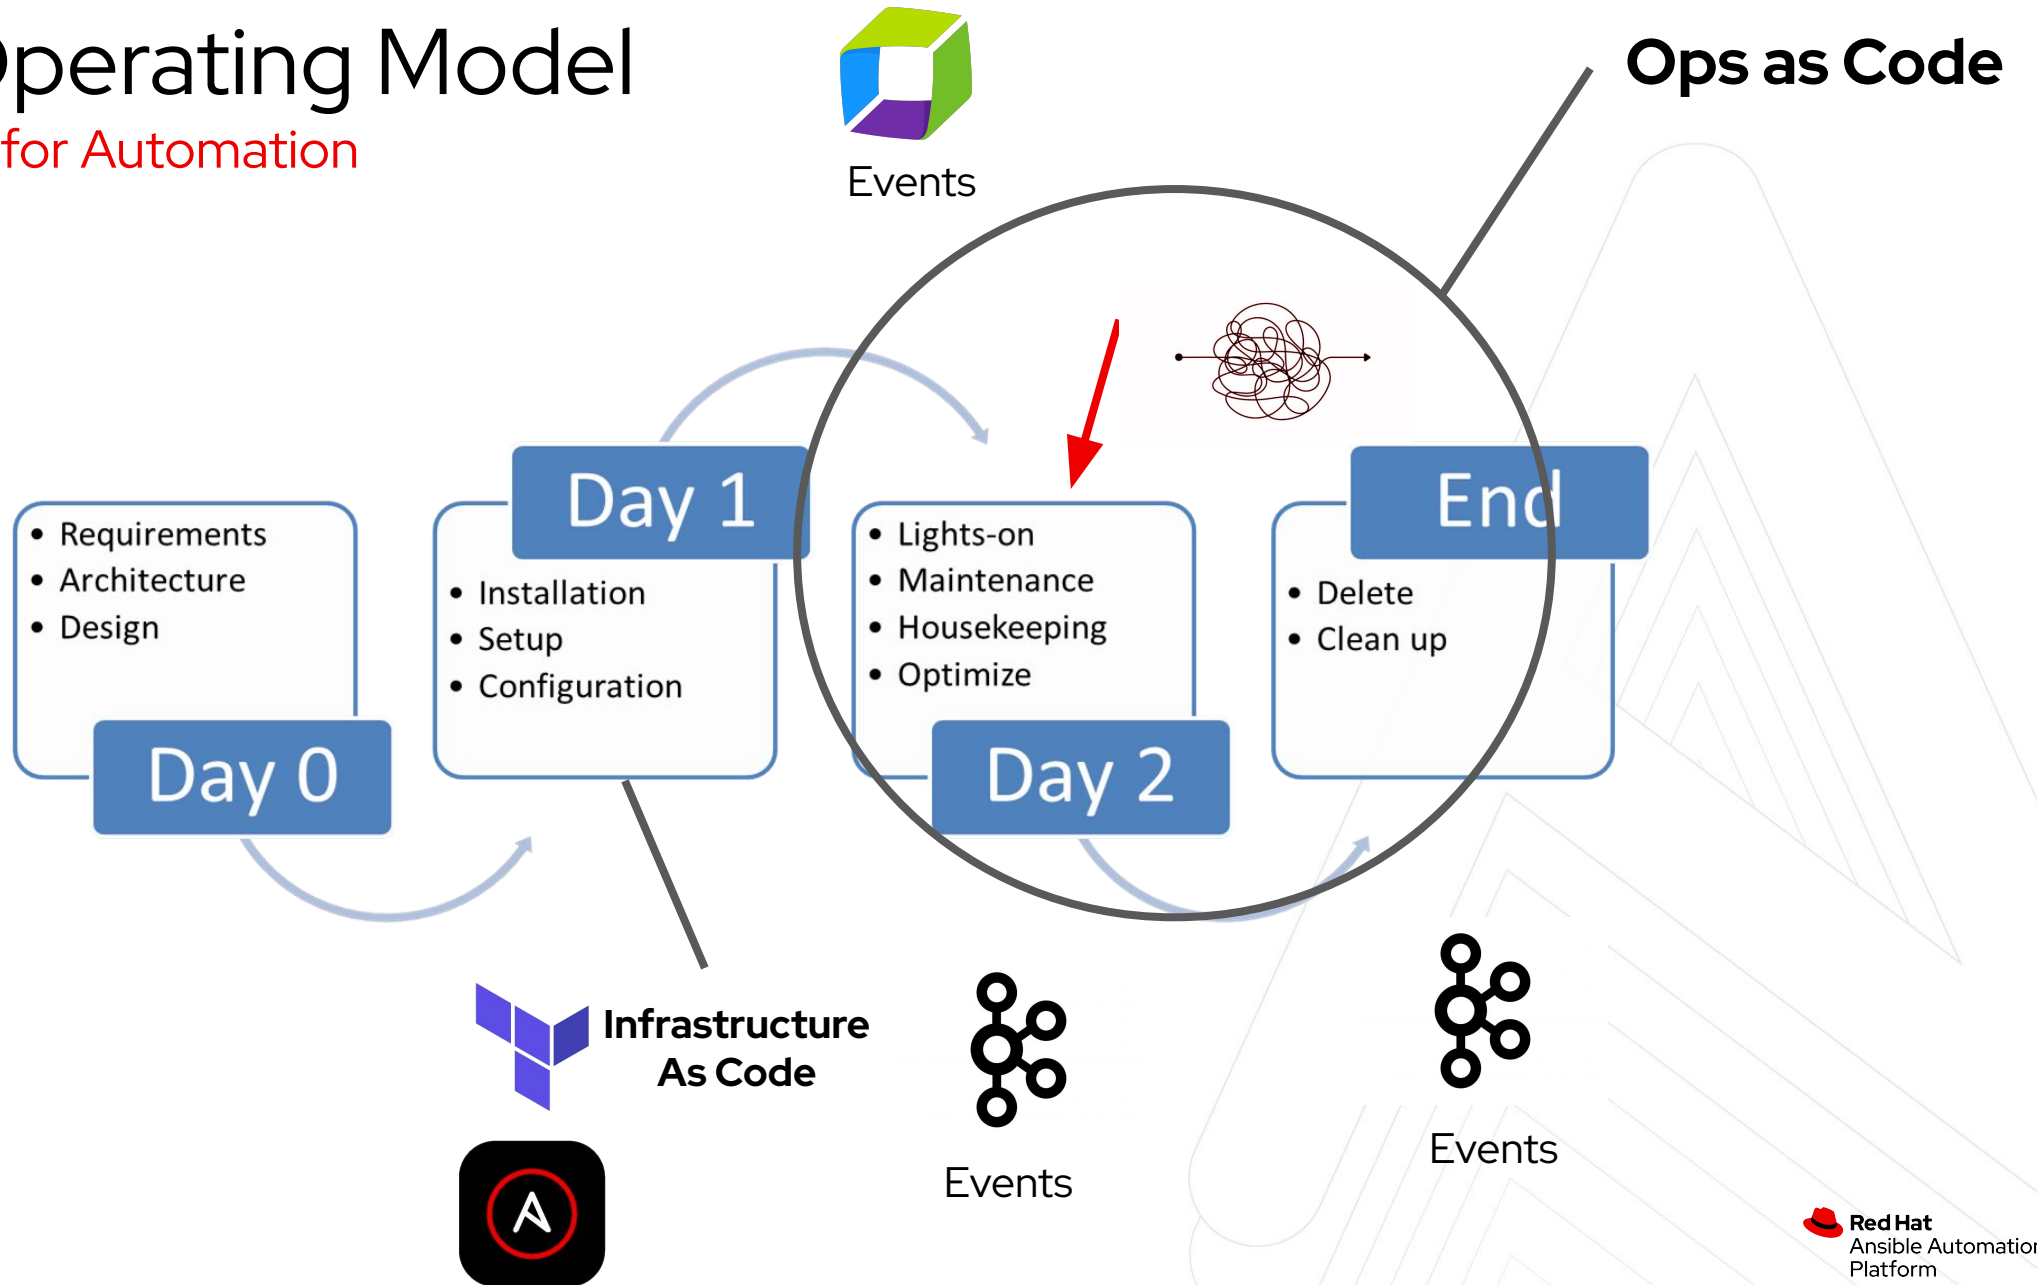 Operating Model
for Automation
Events
Ops as Code
• Requirements
• Architecture
• Design
Day 0
Day 1
• Installation
• Setup
• Configuration
• Lights-on
• Maintenance
• Housekeeping
• Optimize
Day 2
End
• Delete
• Clean up
Infrastructure
As Code
Events
Events
Red Hat
Ansible Automation
Platform